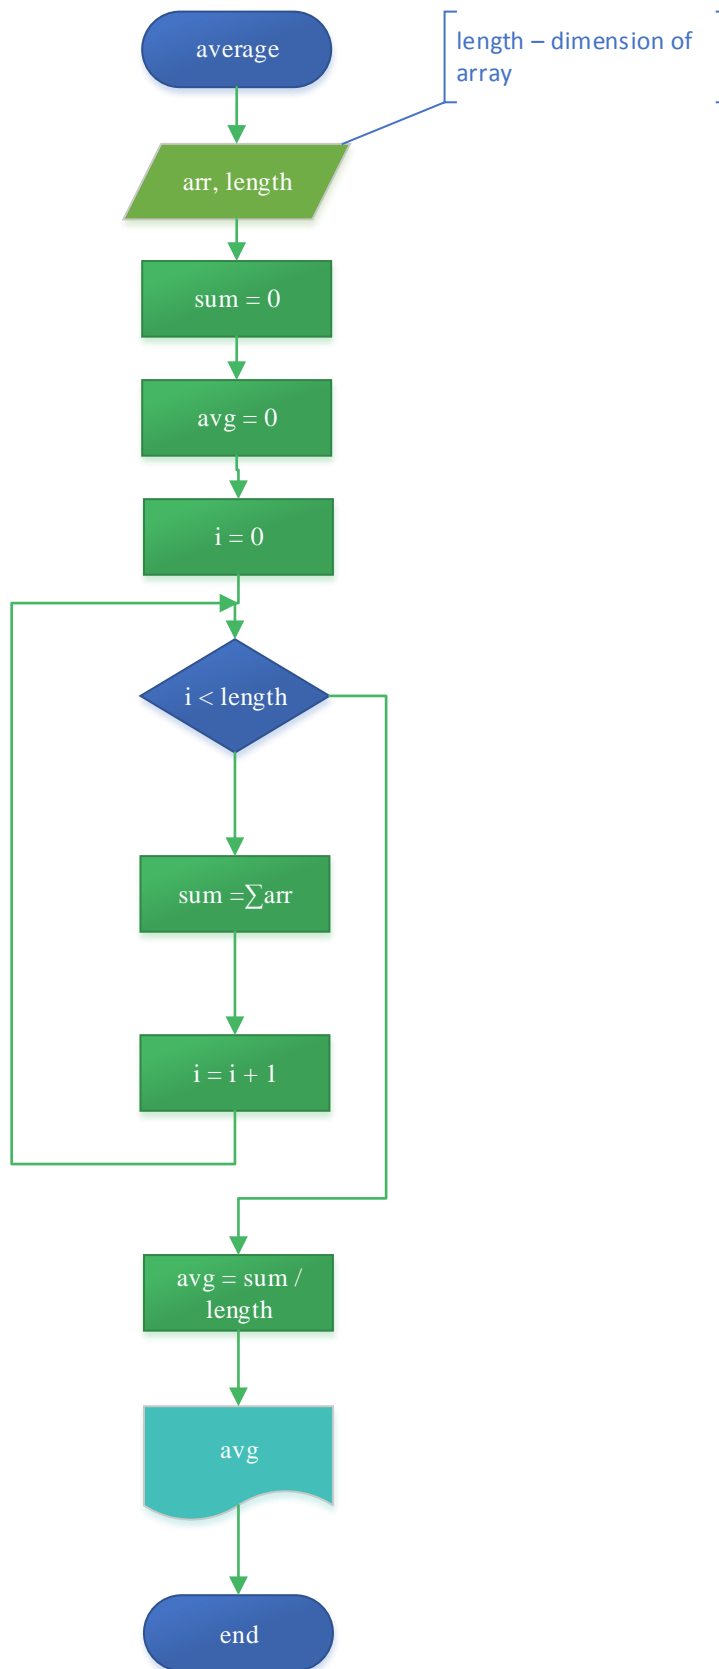 average
length – dimension of
array
arr, length
sum = 0
avg = 0
i = 0
i < length
sum =∑arr
i = i + 1
avg = sum /
length
avg
end